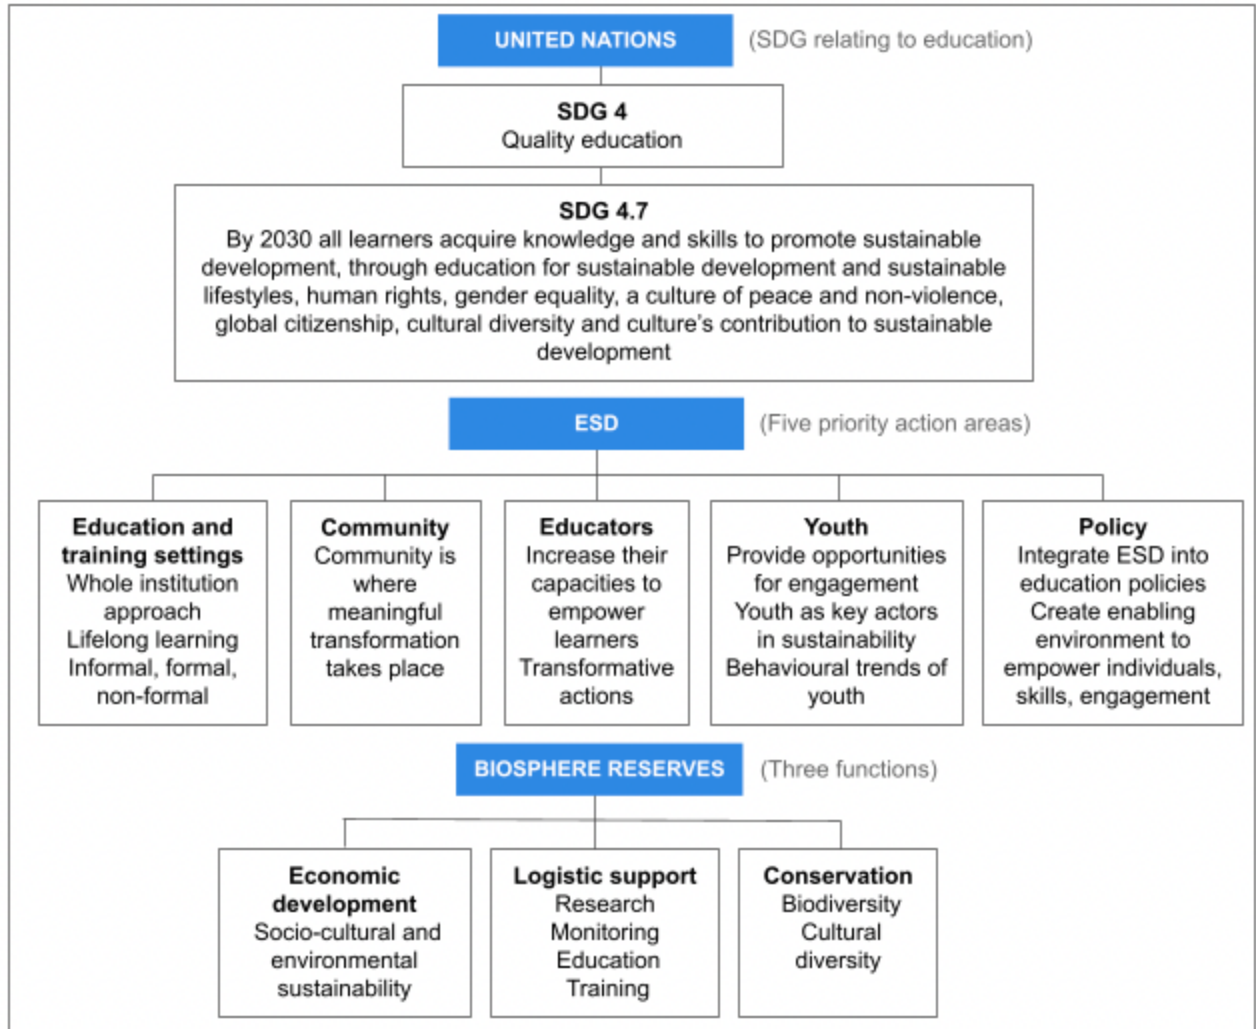 UNITED NATIONS
(SDG relating to education)
SDG 4
Quality education
SDG 4.7
By 2030 all learners acquire knowledge and skills to promote sustainable
development, through education for sustainable development and sustainable
lifestyles, human rights, gender equality, a culture of peace and non-violence,
global citizenship, cultural diversity and culture's contribution to sustainable
development
ESD
(Five priority action areas)
Education and
training settings
Whole institution
approach
Lifelong learning
Informal, formal,
non-formal
Community
Community is
where
meaningful
transformation
takes place
Educators
Increase their
capacities to
empower
learners
Transformative
actions
Youth
Provide opportunities
for engagement
Youth as key actors
in sustainability
Behavioural trends of
youth
Policy
Integrate ESD into
education policies
Create enabling
environment to
empower individuals,
skills, engagement
BIOSPHERE RESERVES
(Three functions)
Economic
development
Socio-cultural and
environmental
sustainability
Logistic support
Research
Monitoring
Education
Training
Conservation
Biodiversity
Cultural
diversity